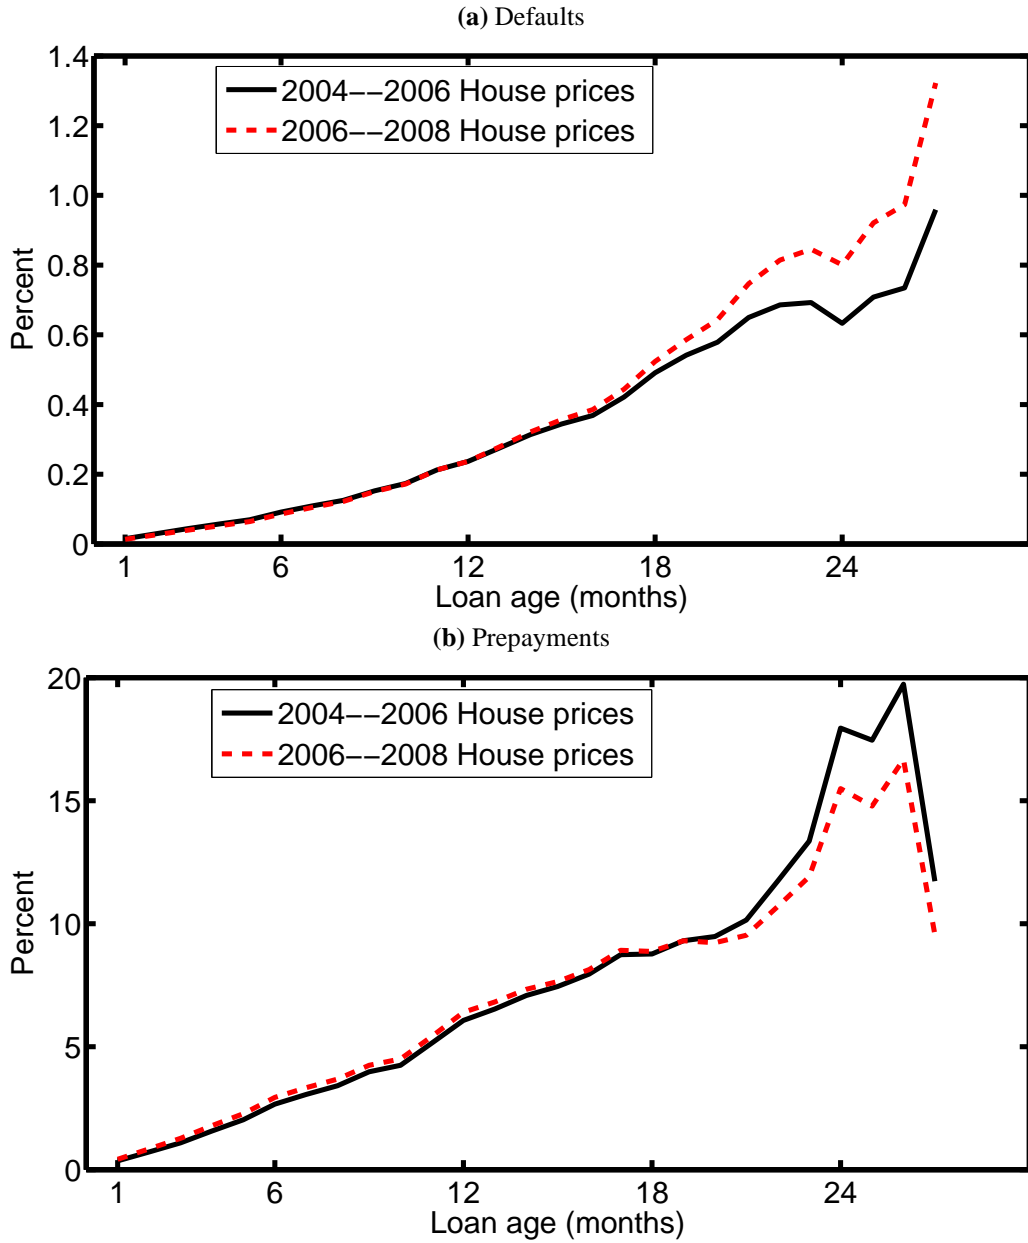 (a) Defaults
1.4
1.2
1.0
0.8
0.6
0.4
0.2
0
Percent
2004−−2006 House prices
2006−−2008 House prices
1 6 12 18 24
Loan age (months)
(b) Prepayments
20
15
10
5
0
Percent
2004−−2006 House prices
2006−−2008 House prices
1 6 12 18 24
Loan age (months)